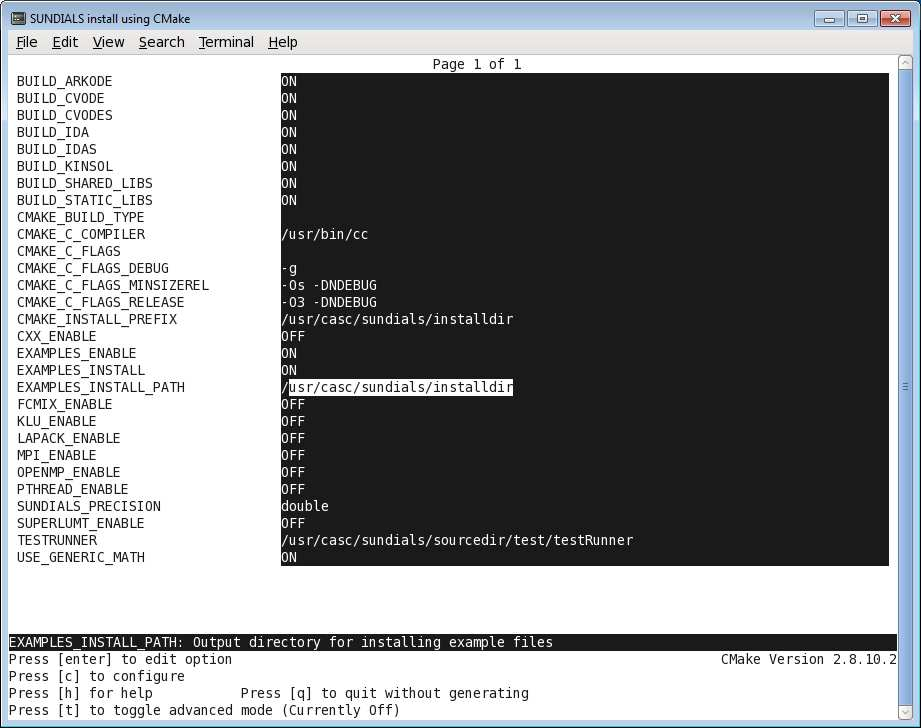 SUNDIALS install using CMake
File Edit View Search Terminal Help
Page 1 of 1
BUILD_ARKODE ON
BUILD_CVODE ON
BUILD_CVODES ON
BUILD_IDA ON
BUILD_IDAS ON
BUILD_KINSOL ON
BUILD_SHARED_LIBS ON
BUILD_STATIC_LIBS ON
CMAKE_BUILD_TYPE
CMAKE_C_COMPILER /usr/bin/cc
CMAKE_C_FLAGS
CMAKE_C_FLAGS_DEBUG -g
CMAKE_C_FLAGS_MINSIZEREL -Os -DNDEBUG
CMAKE_C_FLAGS_RELEASE -O3 -DNDEBUG
CMAKE_INSTALL_PREFIX /usr/casc/sundials/installdir
CXX_ENABLE OFF
EXAMPLES_ENABLE ON
EXAMPLES_INSTALL ON
EXAMPLES_INSTALL_PATH /usr/casc/sundials/installdir
FCMIX_ENABLE OFF
KLU_ENABLE OFF
LAPACK_ENABLE OFF
MPI_ENABLE OFF
OPENMP_ENABLE OFF
PTHREAD_ENABLE OFF
SUNDIALS_PRECISION double
SUPERLUMT_ENABLE OFF
TESTRUNNER /usr/casc/sundials/sourcedir/test/testRunner
USE_GENERIC_MATH ON
EXAMPLES_INSTALL_PATH: Output directory for installing example files
Press [enter] to edit option CMake Version 2.8.10.2
Press [c] to configure
Press [h] for help Press [q] to quit without generating
Press [t] to toggle advanced mode (Currently Off)